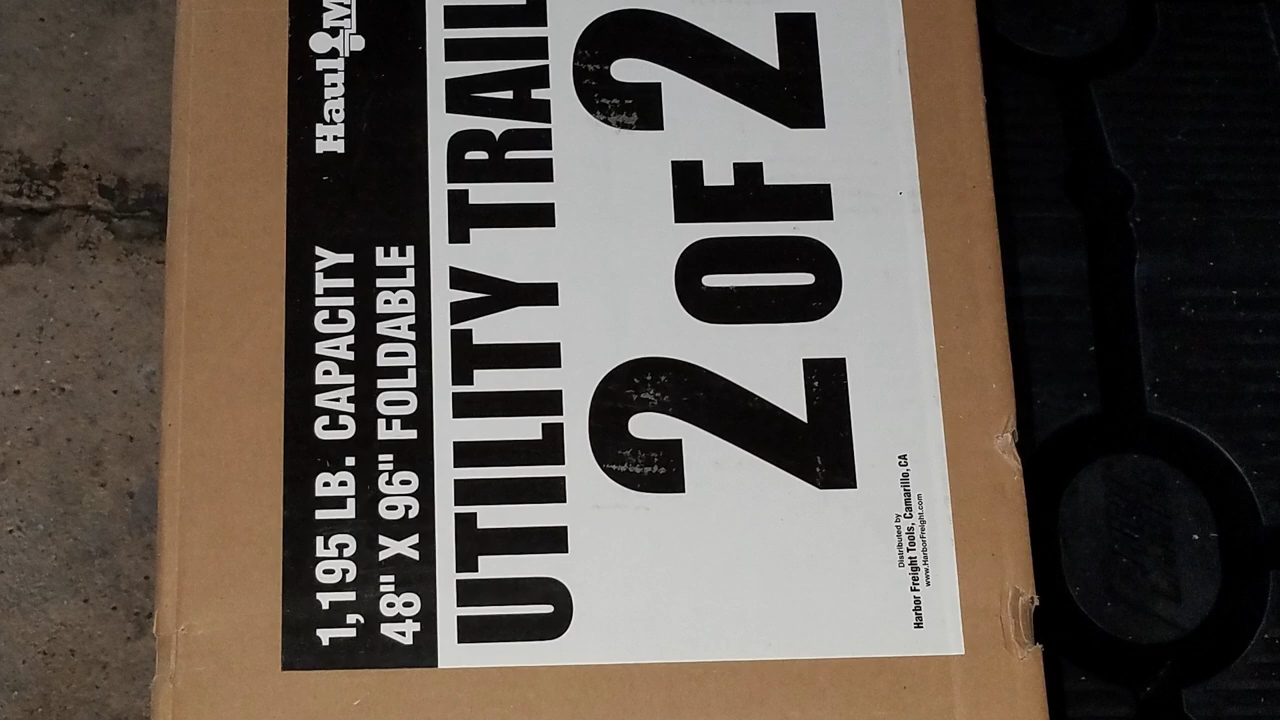 1,195 LB. CAPACITY
48" X 96" FOLDABLE
Haul
UTILITY
2 OF 2
Distributed by
Harbor Freight Tools, Camarillo, CA
www.HarborFreight.com